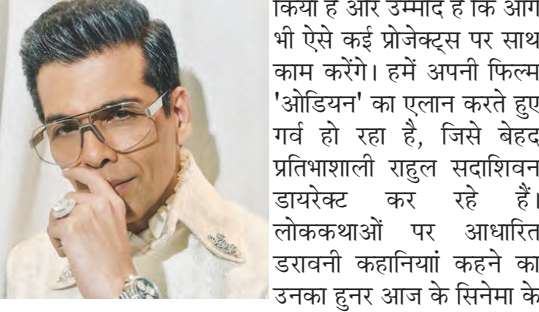 किया है और उम्मीद है कि आगे
भी ऐसे कई प्रोजेक्ट्स पर साथ
काम करेंगे। हमें अपनी फिल्म
'ओडियन' का एलान करते हुए
गर्व हो रहा है, जिसे बेहद
प्रतिभाशाली राहुल सदाशिवन
डायरेक्ट कर रहे हैं।
लोककथाओं पर आधारित
डरावनी कहानियाां कहने का
उनका हुनर आज के सिनेमा के